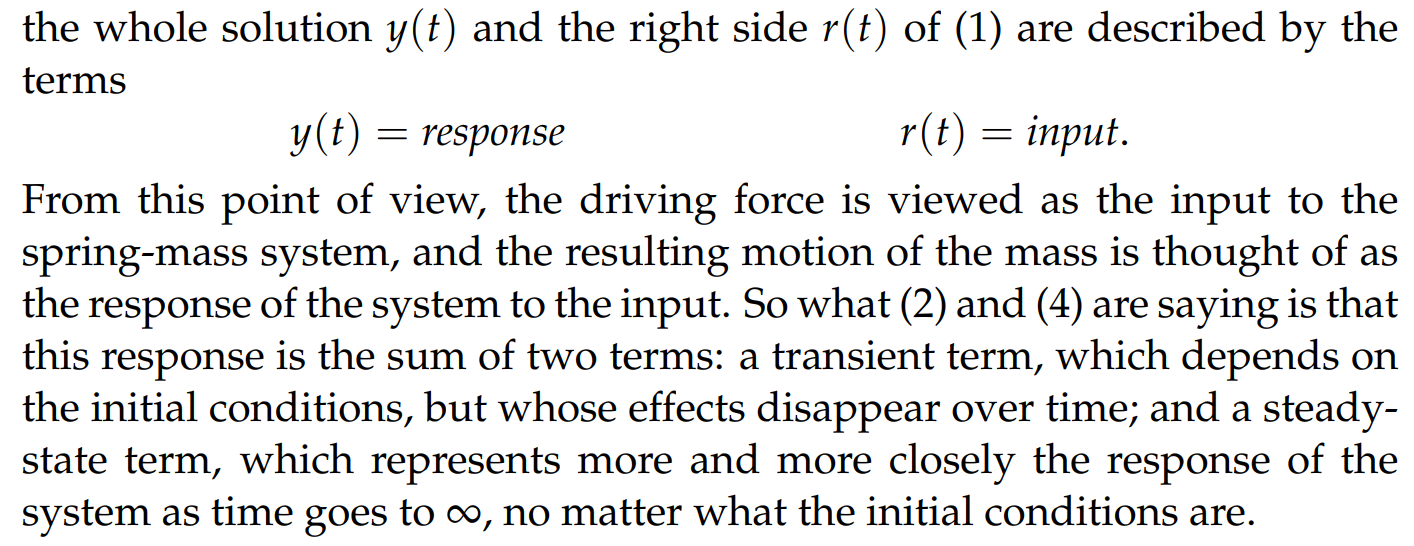 the whole solution y(t) and the right side r(t) of (1) are described by the
terms
y(t) = response r(t) = input.
From this point of view, the driving force is viewed as the input to the
spring-mass system, and the resulting motion of the mass is thought of as
the response of the system to the input. So what (2) and (4) are saying is that
this response is the sum of two terms: a transient term, which depends on
the initial conditions, but whose effects disappear over time; and a steady-
state term, which represents more and more closely the response of the
system as time goes to ∞, no matter what the initial conditions are.